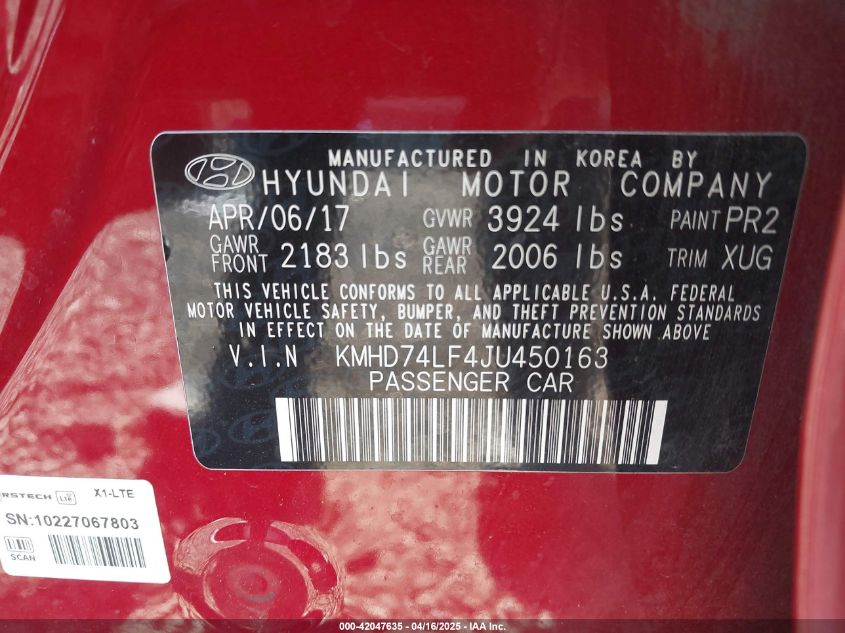 MANUFACTURED IN KOREA BY
HYUNDAI MOTOR COMPANY
APR/06/17 GVWR 3924 lbs PAINT PR2
GAWR FRONT 2183 lbs GAWR REAR 2006 lbs TRIM XUG
THIS VEHICLE CONFORMS TO ALL APPLICABLE U.S.A. FEDERAL
MOTOR VEHICLE SAFETY, BUMPER, AND THEFT PREVENTION STANDARDS
IN EFFECT ON THE DATE OF MANUFACTURE SHOWN ABOVE
V.I.N KMHD74LF4JU450163
PASSENGER CAR
RSTECH LTE X1-LTE
SN:10227067803
SCAN
000-42047635 - 04/16/2025 - IAA Inc.